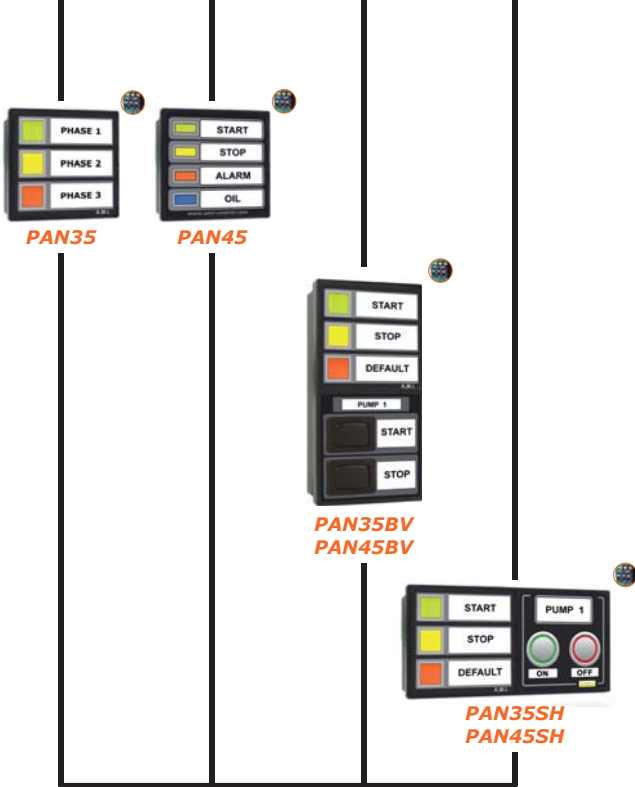 PHASE 1
PHASE 2
PHASE 3
A.M.I.
PAN35
START
STOP
ALARM
OIL
PAN45
START
STOP
DEFAULT
A.M.I.
PUMP 1
START
STOP
PAN35BV
PAN45BV
START
STOP
DEFAULT
A.M.I.
PUMP 1
ON
OFF
PAN35SH
PAN45SH